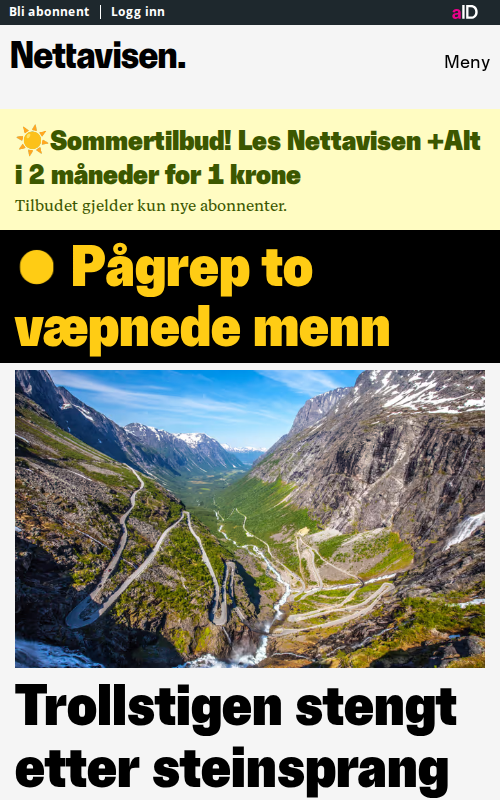 Bli abonnent | Logg inn
aID
Nettavisen.
Meny
☀️Sommertilbud! Les Nettavisen +Alt
i 2 måneder for 1 krone
Tilbudet gjelder kun nye abonnenter.
Pågrep to
væpnede menn
Trollstigen stengt
etter steinsprang